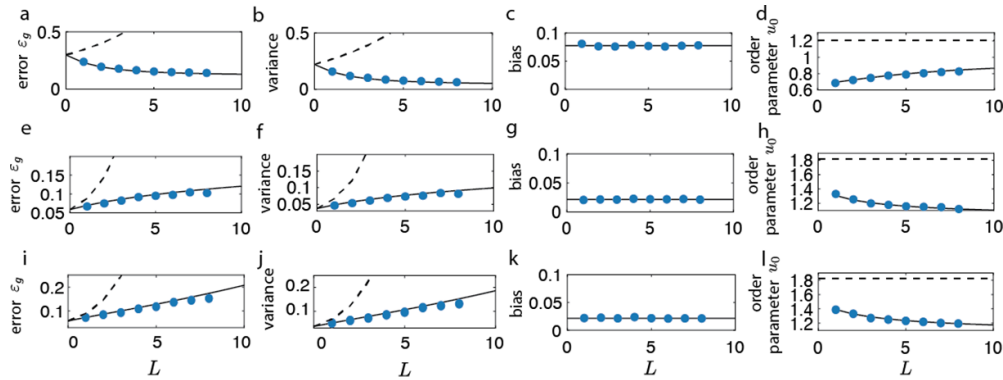 a
b
c
d
error εg
0.5
0
0 5 10
variance
0.5
0
0 5 10
bias
0.1
0.05
0
0 5 10
order
parameter u0
1.2
1.0
0.8
0.6
0 5 10
e
f
g
h
error εg
0.15
0.1
0.05
0 5 10
variance
0.15
0.1
0.05
0 5 10
bias
0.1
0.05
0
0 5 10
order
parameter u0
1.8
1.6
1.4
1.2
0 5 10
i
j
k
l
error εg
0.2
0.1
0 5 10
L
variance
0.2
0.1
0 5 10
L
bias
0.1
0.05
0
0 5 10
L
order
parameter u0
1.8
1.6
1.4
1.2
0 5 10
L